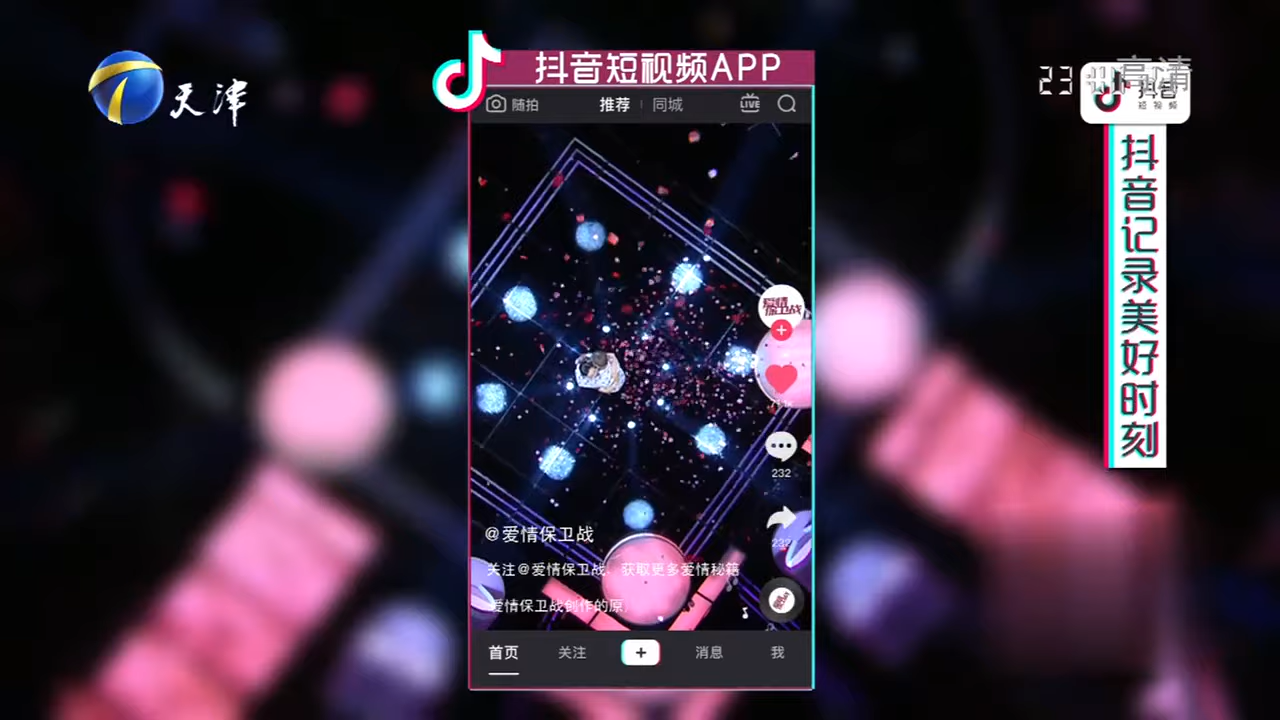 天津
抖音短视频APP
随拍
推荐
同城
LIVE
高清
抖音
短视频
抖音记录美好时刻
爱情
保卫战
232
232
@爱情保卫战
关注@爱情保卫战、获取更多爱情秘籍
爱情保卫战创作的原
首页
关注
消息
我